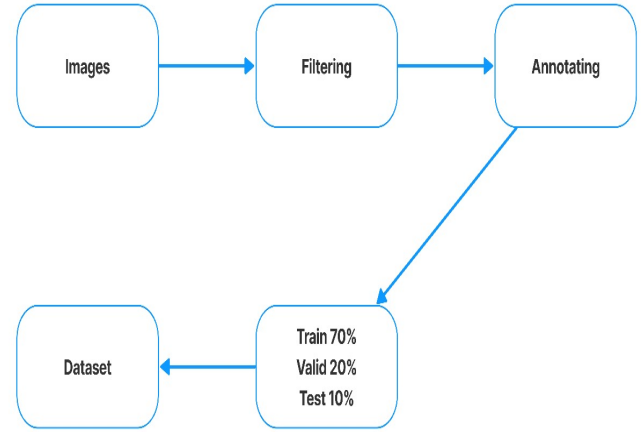 Images
Filtering
Annotating
Train 70%
Valid 20%
Test 10%
Dataset